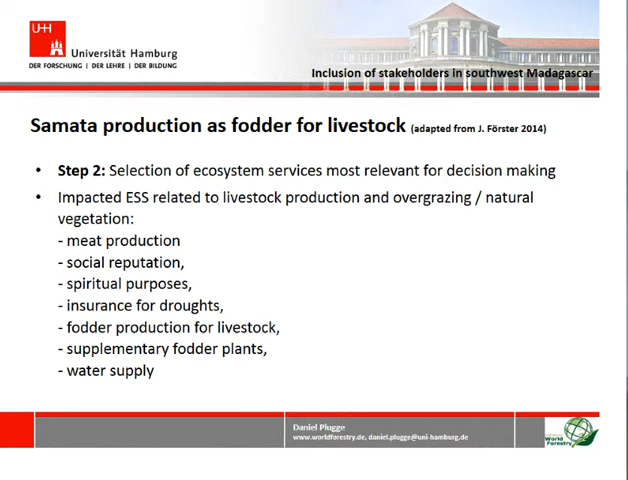 UH
Universität Hamburg
DER FORSCHUNG | DER LEHRE | DER BILDUNG
Inclusion of stakeholders in southwest Madagascar
Samata production as fodder for livestock (adapted from J. Förster 2014)
• Step 2: Selection of ecosystem services most relevant for decision making
• Impacted ESS related to livestock production and overgrazing / natural
vegetation:
- meat production
- social reputation,
- spiritual purposes,
- insurance for droughts,
- fodder production for livestock,
- supplementary fodder plants,
- water supply
Daniel Plugge
www.worldforestry.de, daniel.plugge@uni-hamburg.de
World
Forestry